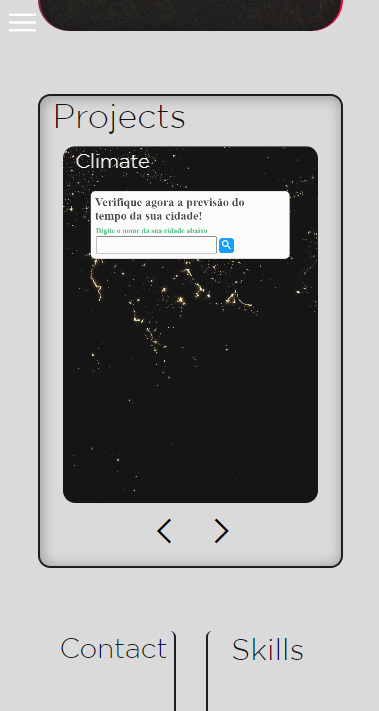 Projects
Climate
Verifique agora a previsão do
tempo da sua cidade!
Digite o nome da sua cidade abaixo
Contact
Skills